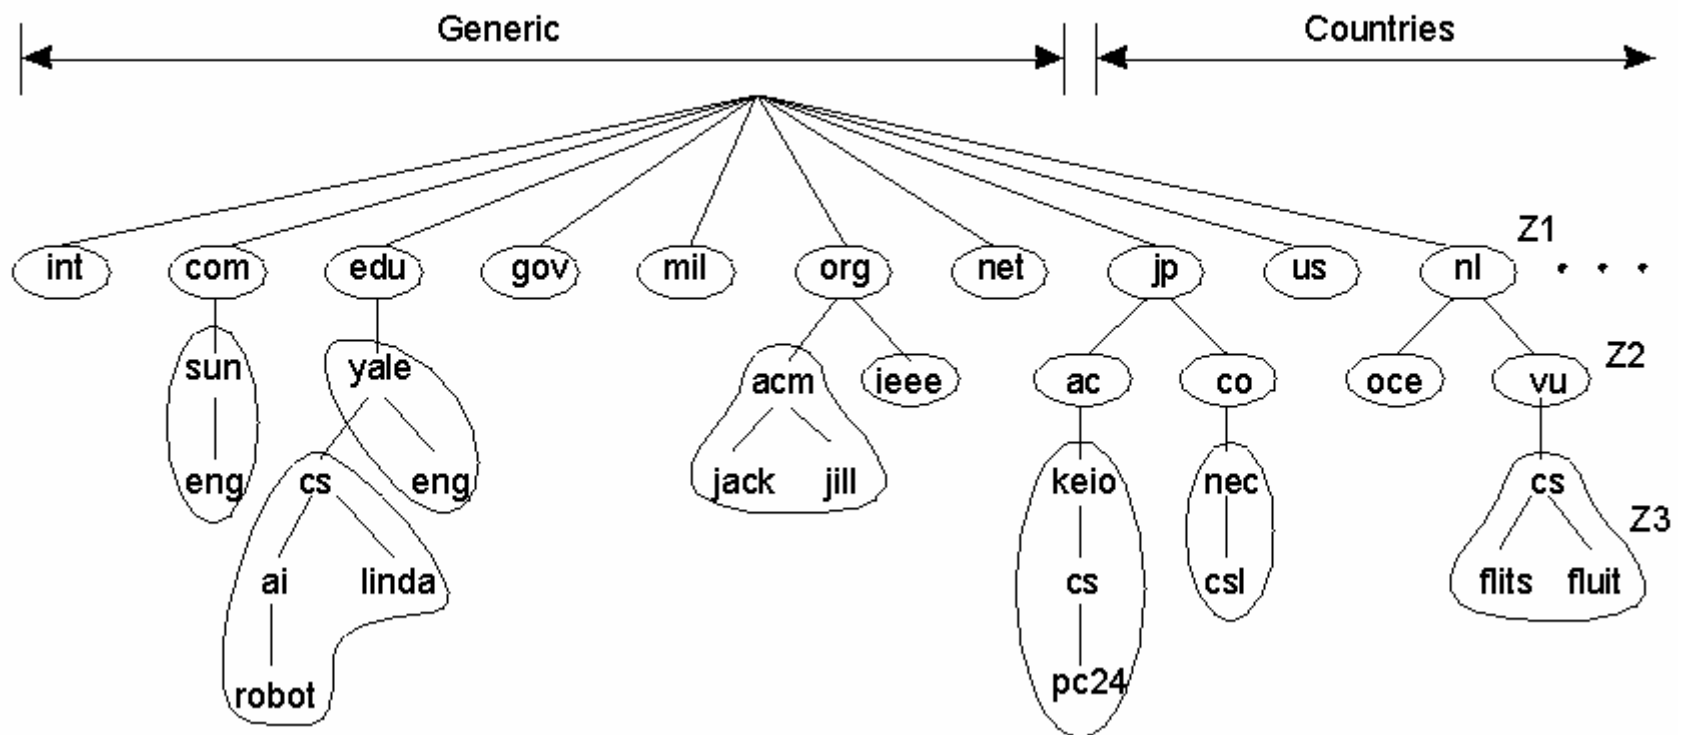 Generic Countries
Z1
int com edu gov mil org net jp us nl . . .
Z2
sun yale acm ieee ac co oce vu
eng cs eng jack jill keio nec cs
Z3
ai linda cs csl flits fluit
robot pc24